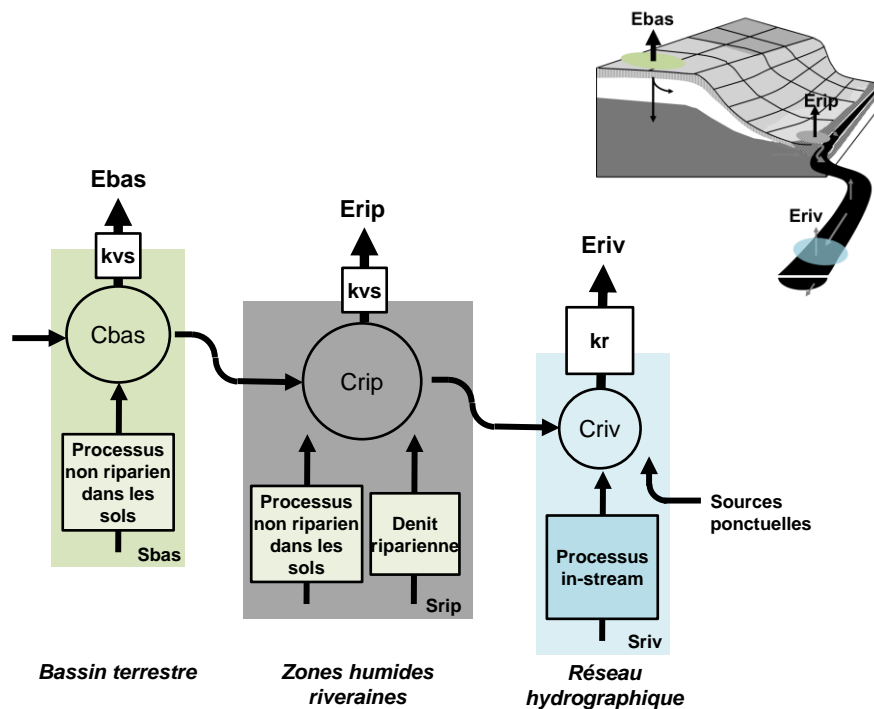 Ebas
Erip
Eriv
Ebas
kvs
Cbas
Processus
non riparien
dans les
sols
Sbas
Erip
kvs
Crip
Processus
non riparien
dans les
sols
Denit
riparienne
Srip
Eriv
kr
Criv
Processus
in-stream
Sriv
Sources
ponctuelles
Bassin terrestre
Zones humides
riveraines
Réseau
hydrographique